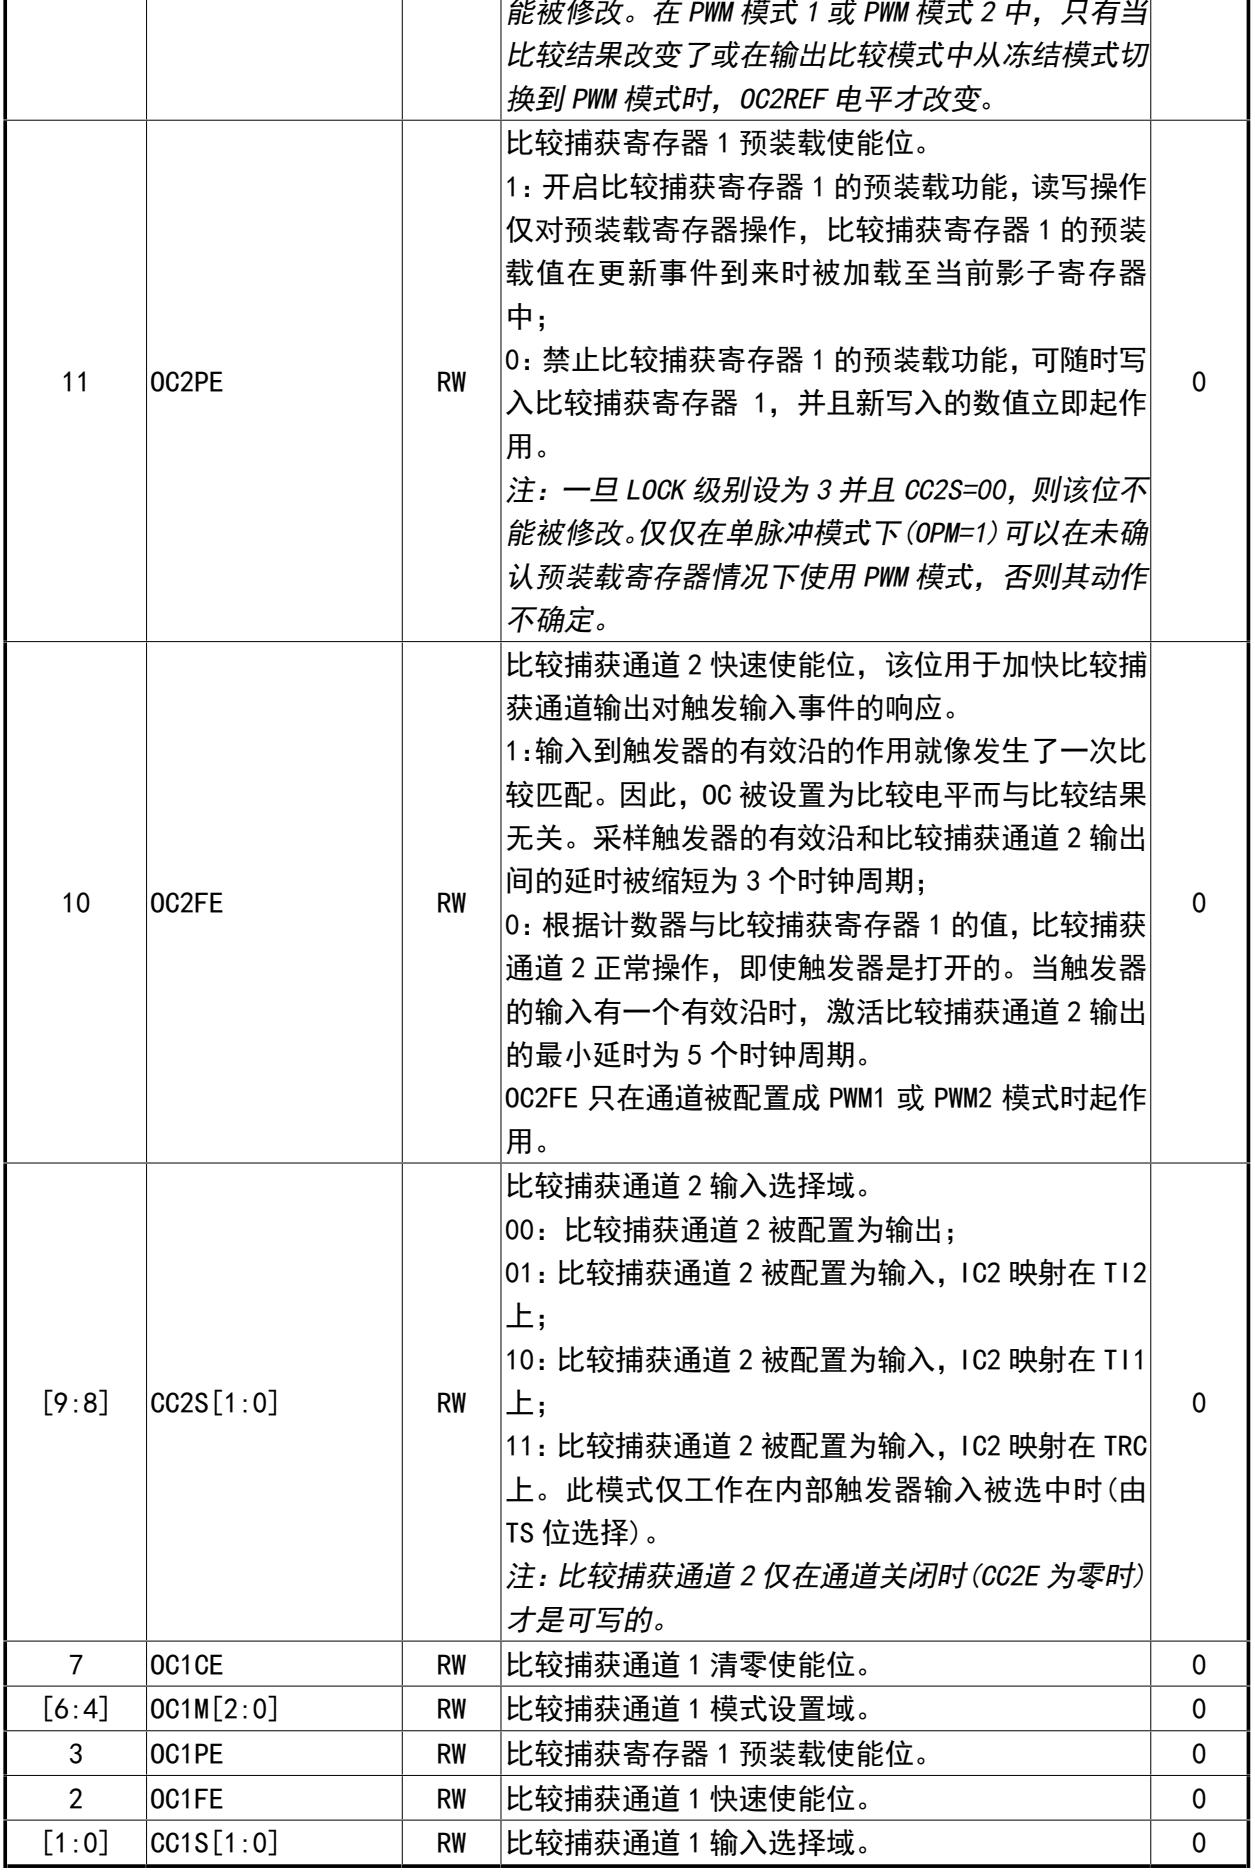 能被修改。在 PWM 模式 1 或 PWM 模式 2 中，只有当
比较结果改变了或在输出比较模式中从冻结模式切
换到 PWM 模式时，OC2REF 电平才改变。
11 OC2PE RW 0
比较捕获寄存器 1 预装载使能位。
1：开启比较捕获寄存器 1 的预装载功能，读写操作
仅对预装载寄存器操作，比较捕获寄存器 1 的预装
载值在更新事件到来时被加载至当前影子寄存器
中；
0：禁止比较捕获寄存器 1 的预装载功能，可随时写
入比较捕获寄存器 1，并且新写入的数值立即起作
用。
注：一旦 LOCK 级别设为 3 并且 CC2S=00，则该位不
能被修改。仅仅在单脉冲模式下(OPM=1)可以在未确
认预装载寄存器情况下使用 PWM 模式，否则其动作
不确定。
10 OC2FE RW 0
比较捕获通道 2 快速使能位，该位用于加快比较捕
获通道输出对触发输入事件的响应。
1：输入到触发器的有效沿的作用就像发生了一次比
较匹配。因此，OC 被设置为比较电平而与比较结果
无关。采样触发器的有效沿和比较捕获通道 2 输出
间的延时被缩短为 3 个时钟周期；
0：根据计数器与比较捕获寄存器 1 的值，比较捕获
通道 2 正常操作，即使触发器是打开的。当触发器
的输入有一个有效沿时，激活比较捕获通道 2 输出
的最小延时为 5 个时钟周期。
OC2FE 只在通道被配置成 PWM1 或 PWM2 模式时起作
用。
[9:8] CC2S[1:0] RW 0
比较捕获通道 2 输入选择域。
00：比较捕获通道 2 被配置为输出；
01：比较捕获通道 2 被配置为输入，IC2 映射在 TI2
上；
10：比较捕获通道 2 被配置为输入，IC2 映射在 TI1
上；
11：比较捕获通道 2 被配置为输入，IC2 映射在 TRC
上。此模式仅工作在内部触发器输入被选中时(由
TS 位选择)。
注：比较捕获通道 2 仅在通道关闭时(CC2E 为零时)
才是可写的。
7 OC1CE RW 比较捕获通道 1 清零使能位。 0
[6:4] OC1M[2:0] RW 比较捕获通道 1 模式设置域。 0
3 OC1PE RW 比较捕获寄存器 1 预装载使能位。 0
2 OC1FE RW 比较捕获通道 1 快速使能位。 0
[1:0] CC1S[1:0] RW 比较捕获通道 1 输入选择域。 0